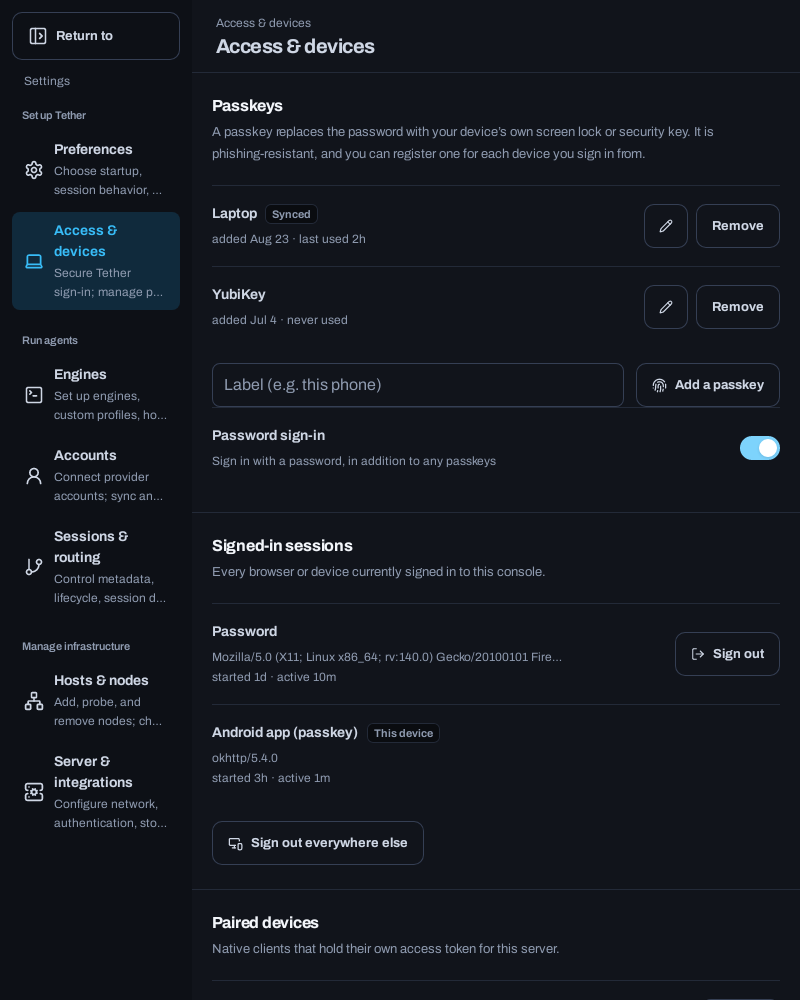 Return to
Settings
Set up Tether
Preferences
Choose startup,
session behavior, ...
Access &
devices
Secure Tether
sign-in; manage p...
Run agents
Engines
Set up engines,
custom profiles, ho...
Accounts
Connect provider
accounts; sync an...
Sessions &
routing
Control metadata,
lifecycle, session d...
Manage infrastructure
Hosts & nodes
Add, probe, and
remove nodes; ch...
Server &
integrations
Configure network,
authentication, sto...
Access & devices
Access & devices
Passkeys
A passkey replaces the password with your device's own screen lock or security key. It is
phishing-resistant, and you can register one for each device you sign in from.
Laptop Synced
added Aug 23 · last used 2h
Remove
YubiKey
added Jul 4 · never used
Remove
Label (e.g. this phone)
Add a passkey
Password sign-in
Sign in with a password, in addition to any passkeys
Signed-in sessions
Every browser or device currently signed in to this console.
Password
Mozilla/5.0 (X11; Linux x86_64; rv:140.0) Gecko/20100101 Fire...
started 1d · active 10m
Sign out
Android app (passkey) This device
okhttp/5.4.0
started 3h · active 1m
Sign out everywhere else
Paired devices
Native clients that hold their own access token for this server.